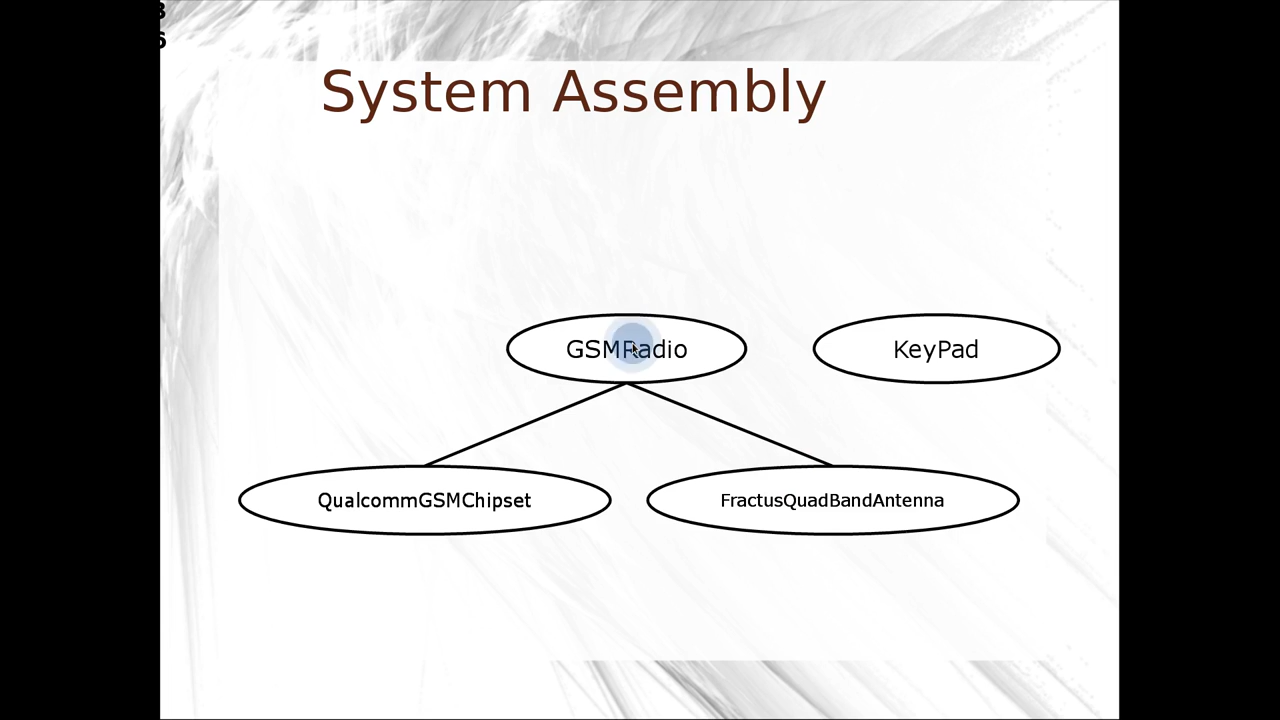 System Assembly
GSMRadio
KeyPad
QualcommGSMChipset
FractusQuadBandAntenna